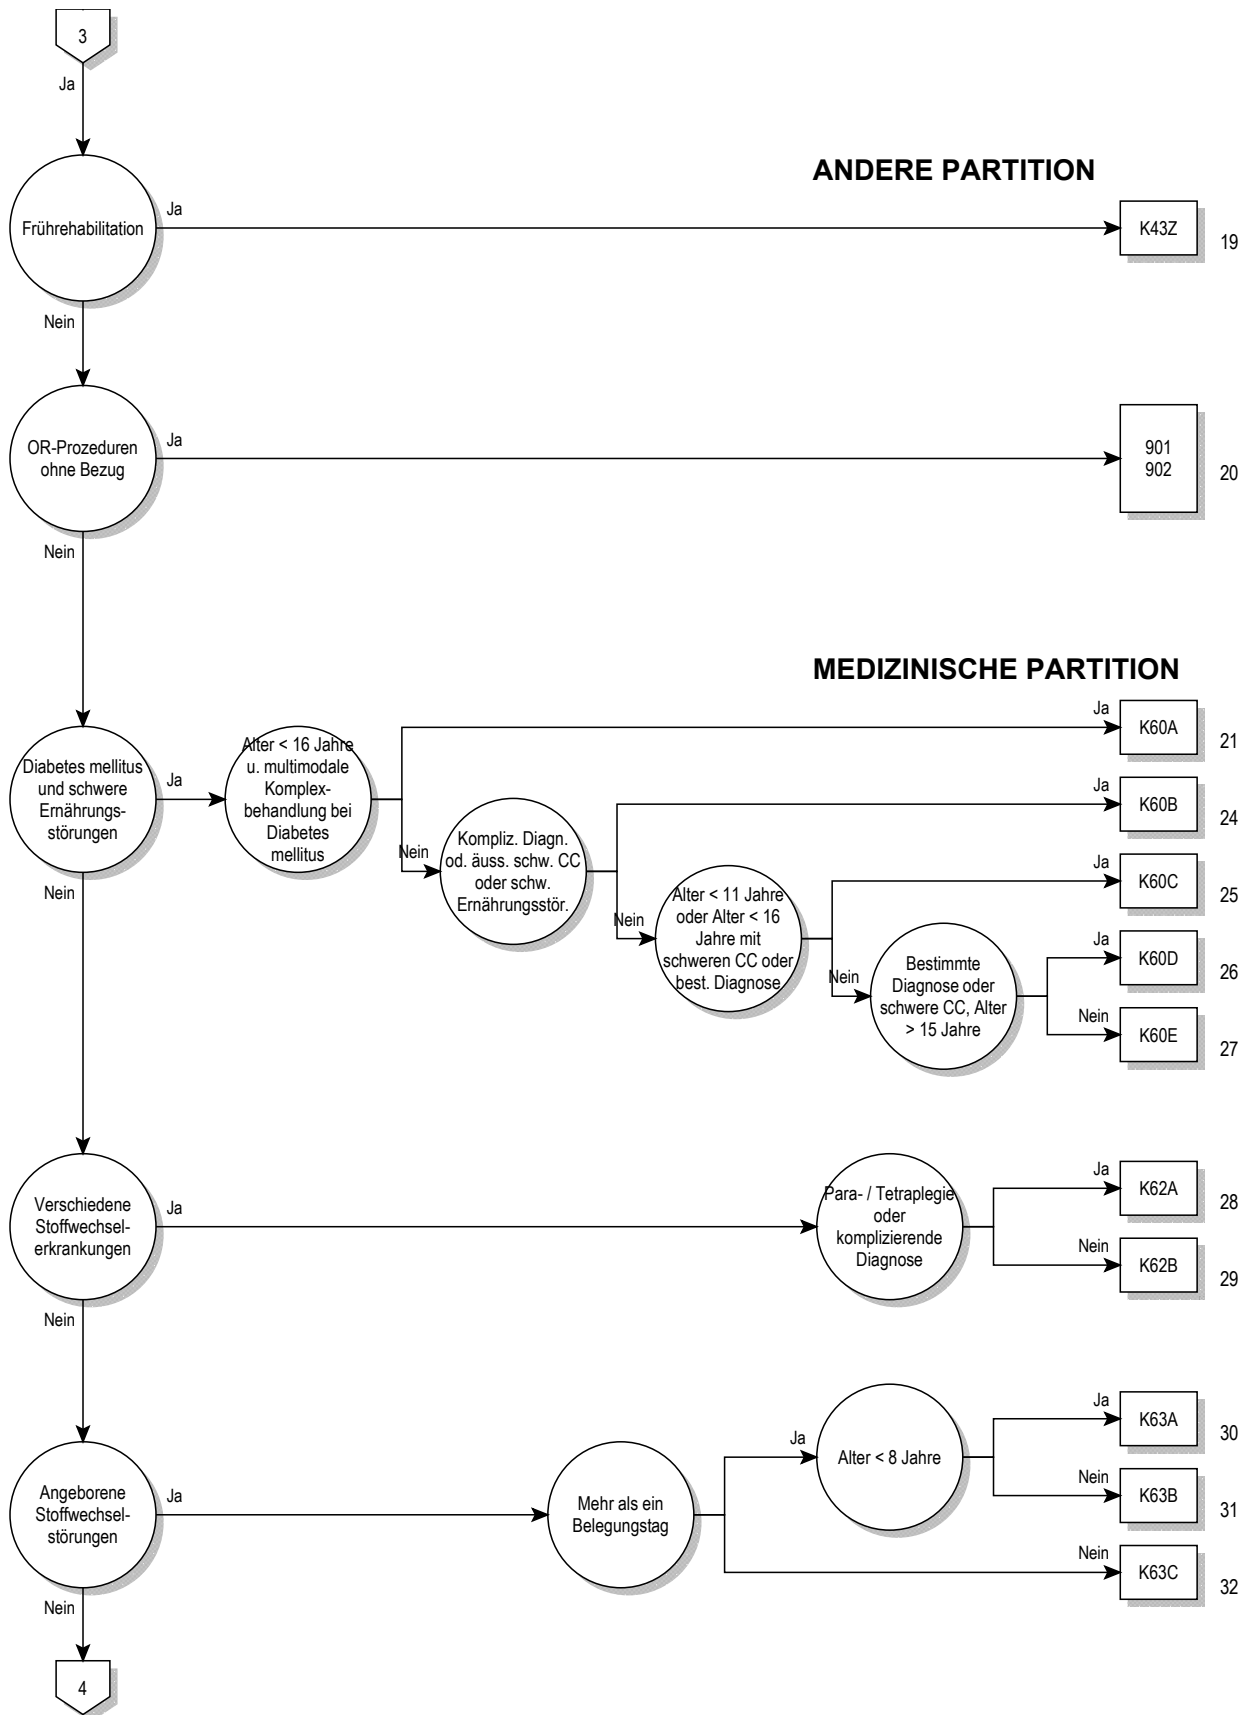 3
Ja
ANDERE PARTITION
Frührehabilitation
Ja
K43Z
19
Nein
OR-Prozeduren
ohne Bezug
Ja
901
902
20
Nein
MEDIZINISCHE PARTITION
Diabetes mellitus
und schwere
Ernährungs-
störungen
Ja
Alter < 16 Jahre
u. multimodale
Komplex-
behandlung bei
Diabetes
mellitus
Ja
K60A
21
Nein
Kompliz. Diagn.
od. äuss. schw. CC
oder schw.
Ernährungsstör.
Ja
K60B
24
Nein
Alter < 11 Jahre
oder Alter < 16
Jahre mit
schweren CC oder
best. Diagnose
Ja
K60C
25
Nein
Bestimmte
Diagnose oder
schwere CC, Alter
> 15 Jahre
Ja
K60D
26
Nein
K60E
27
Nein
Verschiedene
Stoffwechsel-
erkrankungen
Ja
Para- / Tetraplegie
oder
komplizierende
Diagnose
Ja
K62A
28
Nein
K62B
29
Nein
Angeborene
Stoffwechsel-
störungen
Ja
Mehr als ein
Belegungstag
Ja
Alter < 8 Jahre
Ja
K63A
30
Nein
K63B
31
Nein
K63C
32
Nein
4